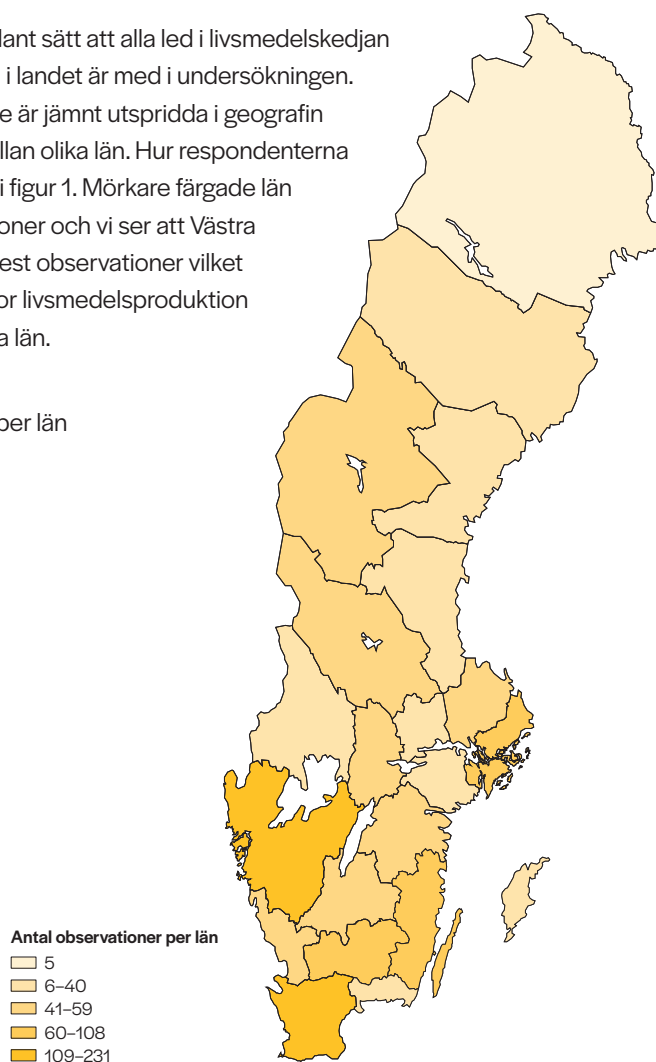 lant sätt att alla led i livsmedelskedjan
i landet är med i undersökningen.
e är jämnt utspridda i geografin
llan olika län. Hur respondenterna
i figur 1. Mörkare färgade län
oner och vi ser att Västra
est observationer vilket
or livsmedelsproduktion
a län.
per län
Antal observationer per län
5
6–40
41–59
60–108
109–231